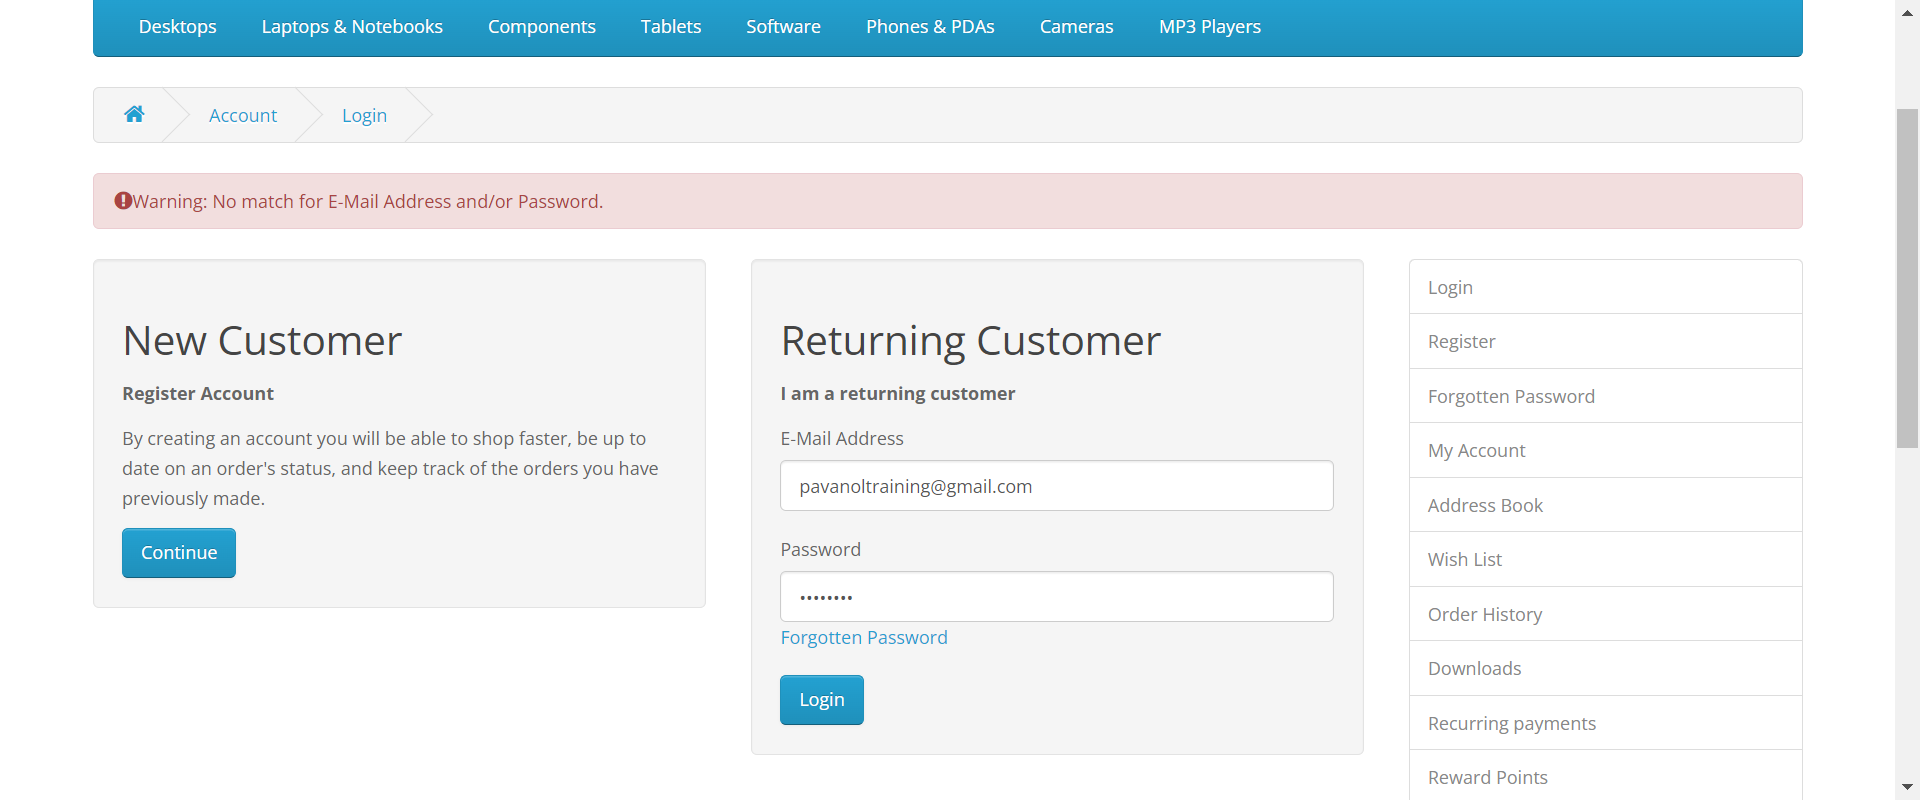 Desktops Laptops & Notebooks Components Tablets Software Phones & PDAs Cameras MP3 Players
Account Login
Warning: No match for E-Mail Address and/or Password.
New Customer
Register Account
By creating an account you will be able to shop faster, be up to
date on an order's status, and keep track of the orders you have
previously made.
Continue
Returning Customer
I am a returning customer
E-Mail Address
pavanoltraining@gmail.com
Password
••••••••
Forgotten Password
Login
Login
Register
Forgotten Password
My Account
Address Book
Wish List
Order History
Downloads
Recurring payments
Reward Points